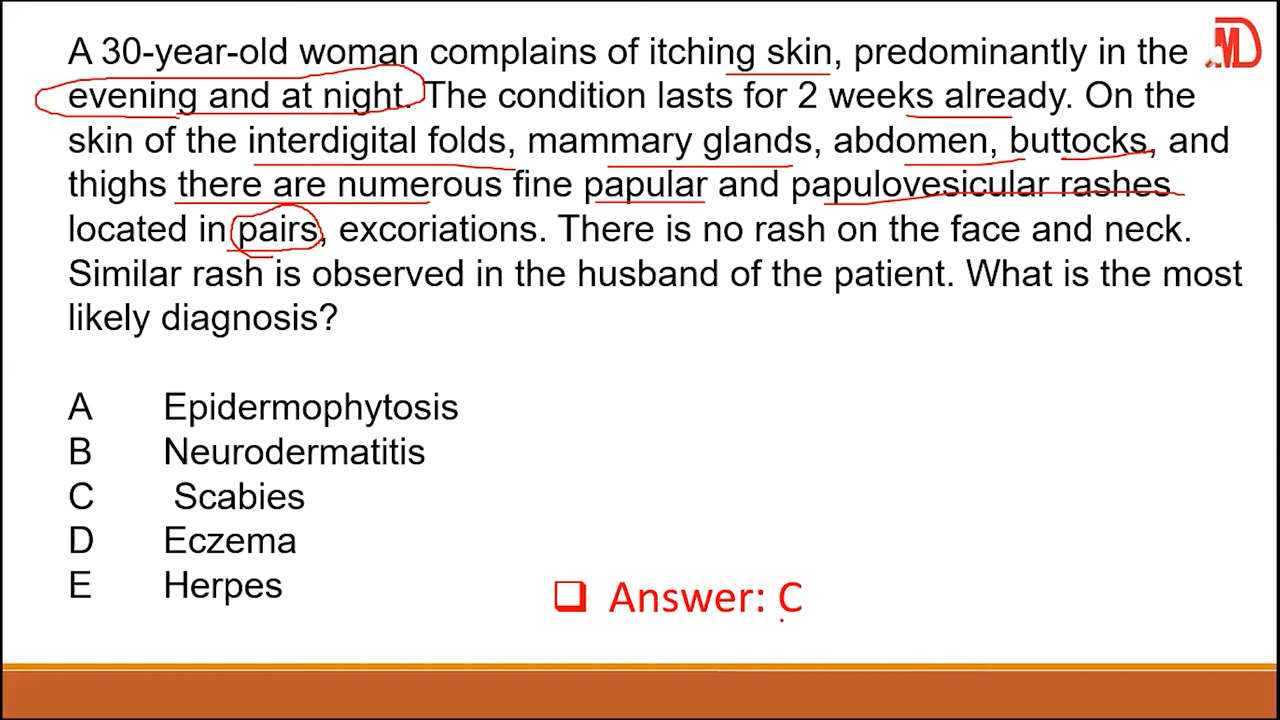 A 30-year-old woman complains of itching skin, predominantly in the
evening and at night. The condition lasts for 2 weeks already. On the
skin of the interdigital folds, mammary glands, abdomen, buttocks, and
thighs there are numerous fine papular and papulovesicular rashes
located in pairs, excoriations. There is no rash on the face and neck.
Similar rash is observed in the husband of the patient. What is the most
likely diagnosis?
A Epidermophytosis
B Neurodermatitis
C Scabies
D Eczema
E Herpes
❑ Answer: C
MD